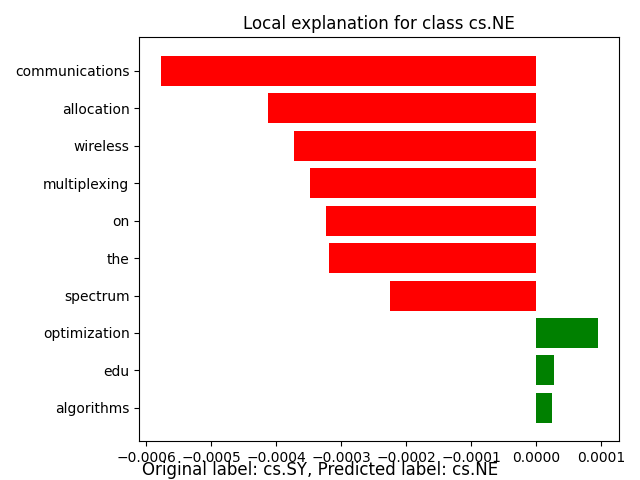 Local explanation for class cs.NE
communications
allocation
wireless
multiplexing
on
the
spectrum
optimization
edu
algorithms
−0.0006 −0.0005 −0.0004 −0.0003 −0.0002 −0.0001 0.0000 0.0001
Original label: cs.SY, Predicted label: cs.NE